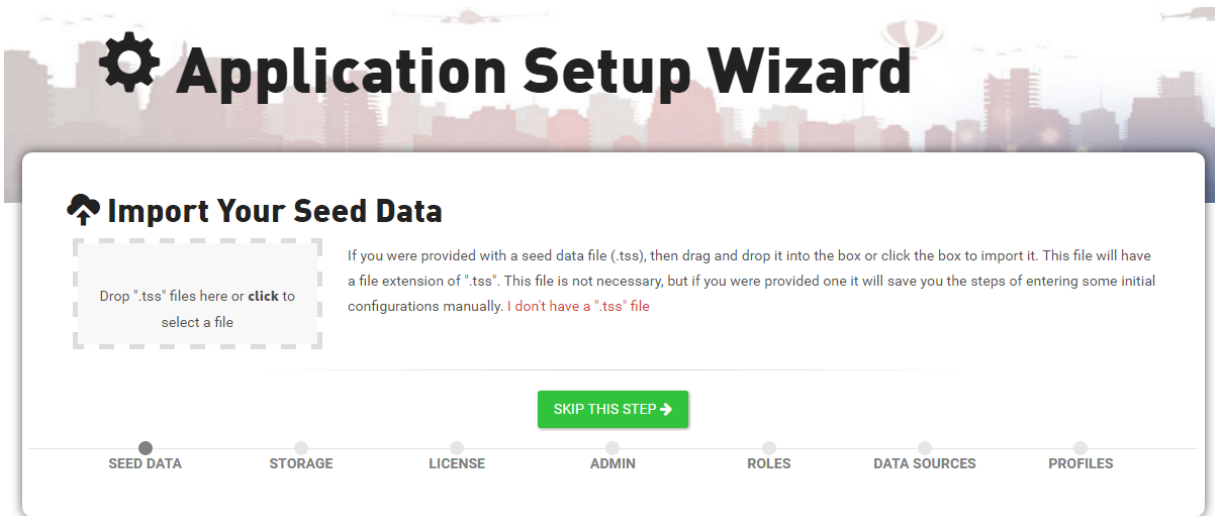 Application Setup Wizard
Import Your Seed Data
Drop ".tss" files here or click to
select a file
If you were provided with a seed data file (.tss), then drag and drop it into the box or click the box to import it. This file will have
a file extension of ".tss". This file is not necessary, but if you were provided one it will save you the steps of entering some initial
configurations manually. I don't have a ".tss" file
SKIP THIS STEP
SEED DATA STORAGE LICENSE ADMIN ROLES DATA SOURCES PROFILES